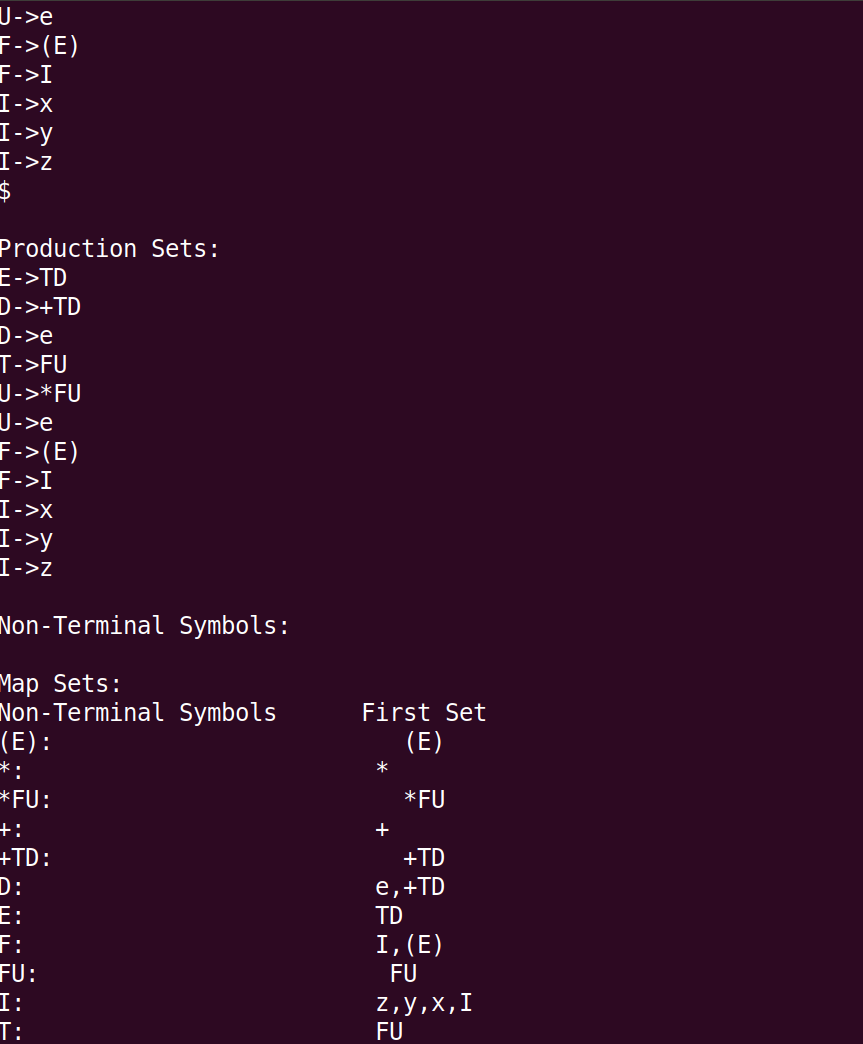 U->e
F->(E)
F->I
I->x
I->y
I->z
$
Production Sets:
E->TD
D->+TD
D->e
T->FU
U->*FU
U->e
F->(E)
F->I
I->x
I->y
I->z
Non-Terminal Symbols:
Map Sets:
Non-Terminal Symbols      First Set
(E):                         (E)
*:                         *
*FU:                         *FU
+:                         +
+TD:                         +TD
D:                         e,+TD
E:                         TD
F:                         I,(E)
FU:                         FU
I:                         z,y,x,I
T:                         FU